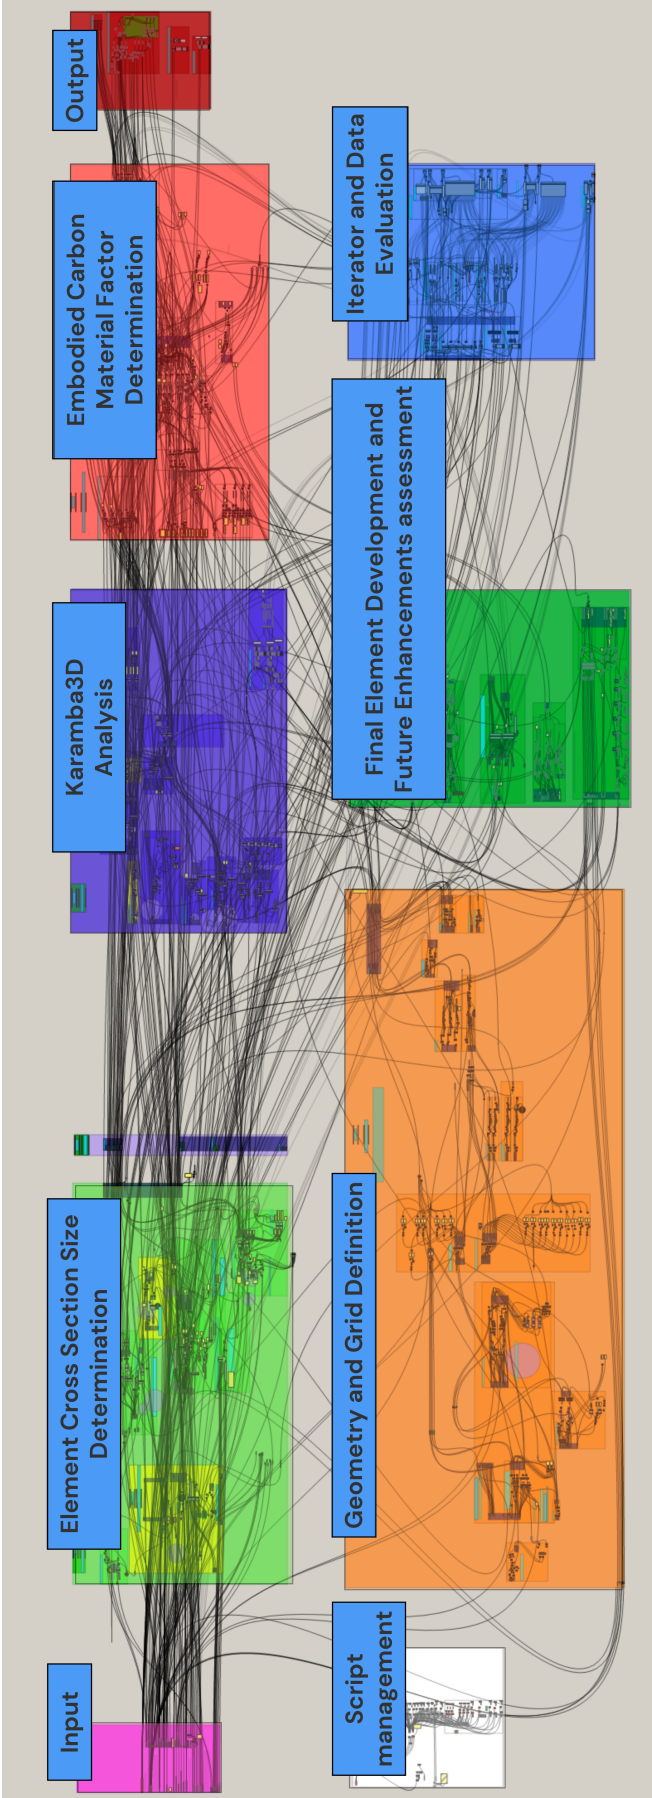 Input
Element Cross Section Size
Determination
Karamba3D
Analysis
Embodied Carbon
Material Factor
Determination
Output
Script
management
Geometry and Grid Definition
Final Element Development and
Future Enhancements assessment
Iterator and Data
Evaluation